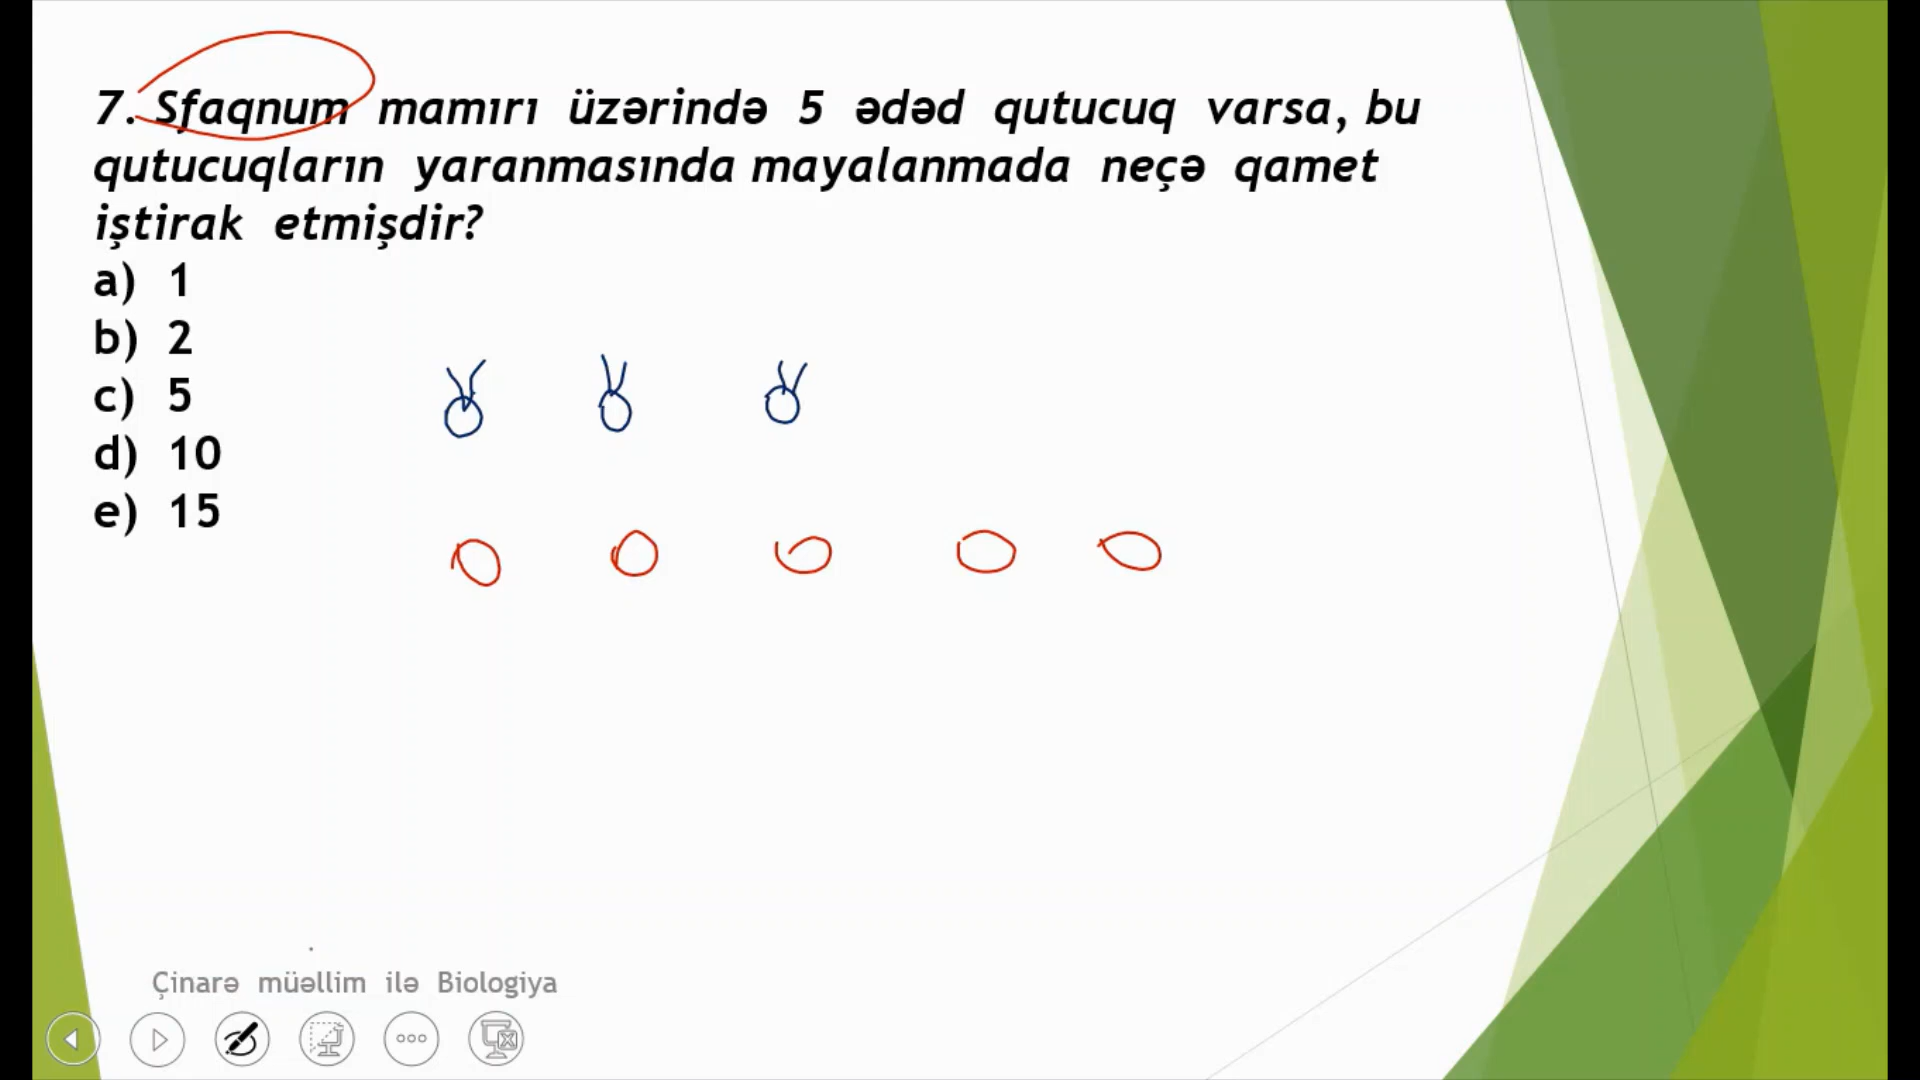 7. Sfaqnum mamırı üzərində 5 ədəd qutucuq varsa, bu
qutucuqların yaranmasında mayalanmada neçə qamet
iştirak etmişdir?
a) 1
b) 2
c) 5
d) 10
e) 15
Çinarə müəllim ilə Biologiya